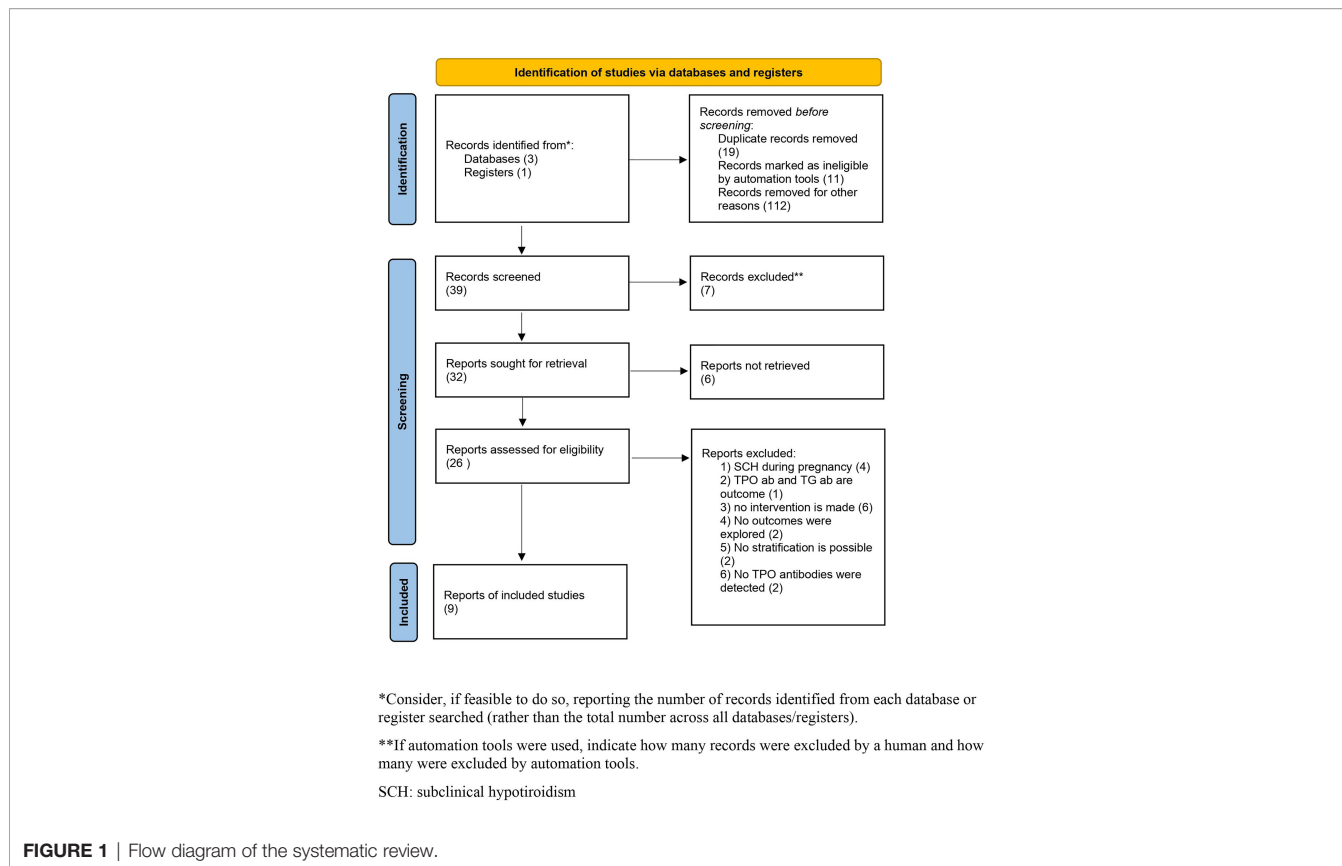 Identification of studies via databases and registers
Identification
Records identified from*:
Databases (3)
Registers (1)
Records removed before
screening:
Duplicate records removed
(19)
Records marked as ineligible
by automation tools (11)
Records removed for other
reasons (112)
Screening
Records screened
(39)
Records excluded**
(7)
Reports sought for retrieval
(32)
Reports not retrieved
(6)
Reports assessed for eligibility
(26 )
Reports excluded:
1) SCH during pregnancy (4)
2) TPO ab and TG ab are
outcome (1)
3) no intervention is made (6)
4) No outcomes were
explored (2)
5) No stratification is possible
(2)
6) No TPO antibodies were
detected (2)
Included
Reports of included studies
(9)
*Consider, if feasible to do so, reporting the number of records identified from each database or
register searched (rather than the total number across all databases/registers).
**If automation tools were used, indicate how many records were excluded by a human and how
many were excluded by automation tools.
SCH: subclinical hypotiroidism
FIGURE 1 | Flow diagram of the systematic review.